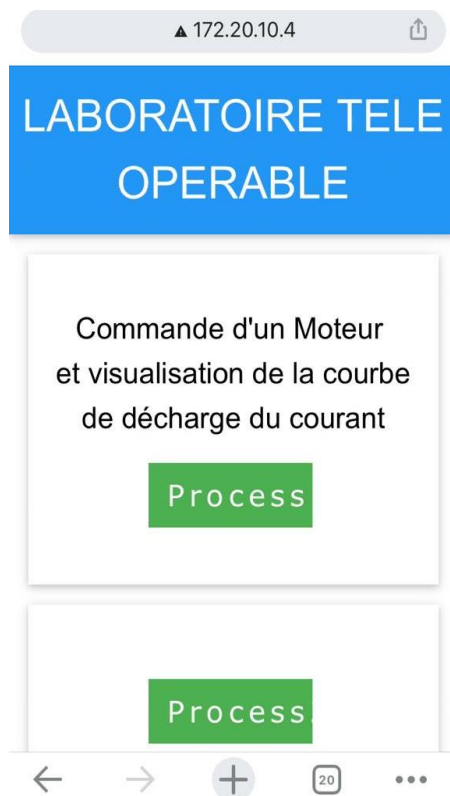 172.20.10.4
LABORATOIRE TELE
OPERABLE
Commande d'un Moteur
et visualisation de la courbe
de décharge du courant
Process
Process
20